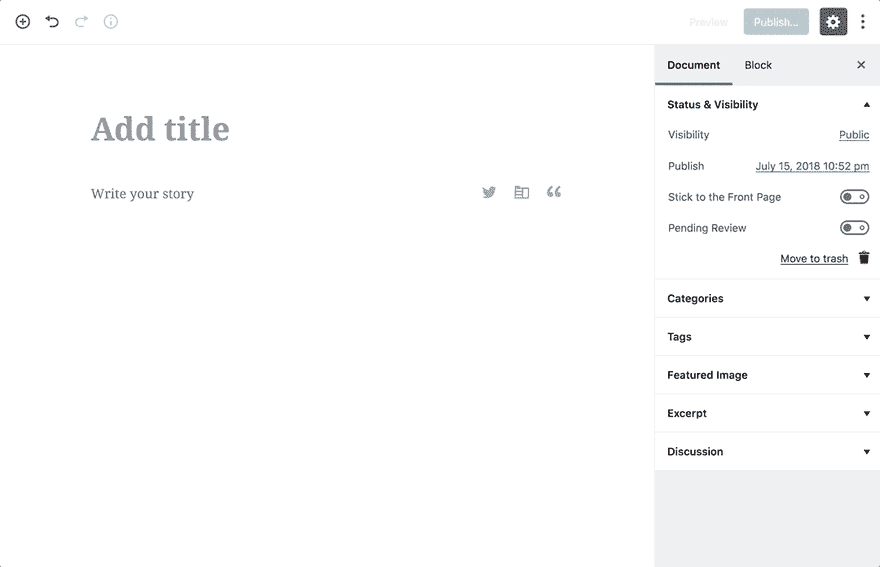 Preview
Publish...
Document
Block
Add title
Write your story
Status & Visibility
Visibility
Public
Publish
July 15, 2018 10:52 pm
Stick to the Front Page
Pending Review
Move to trash
Categories
Tags
Featured Image
Excerpt
Discussion